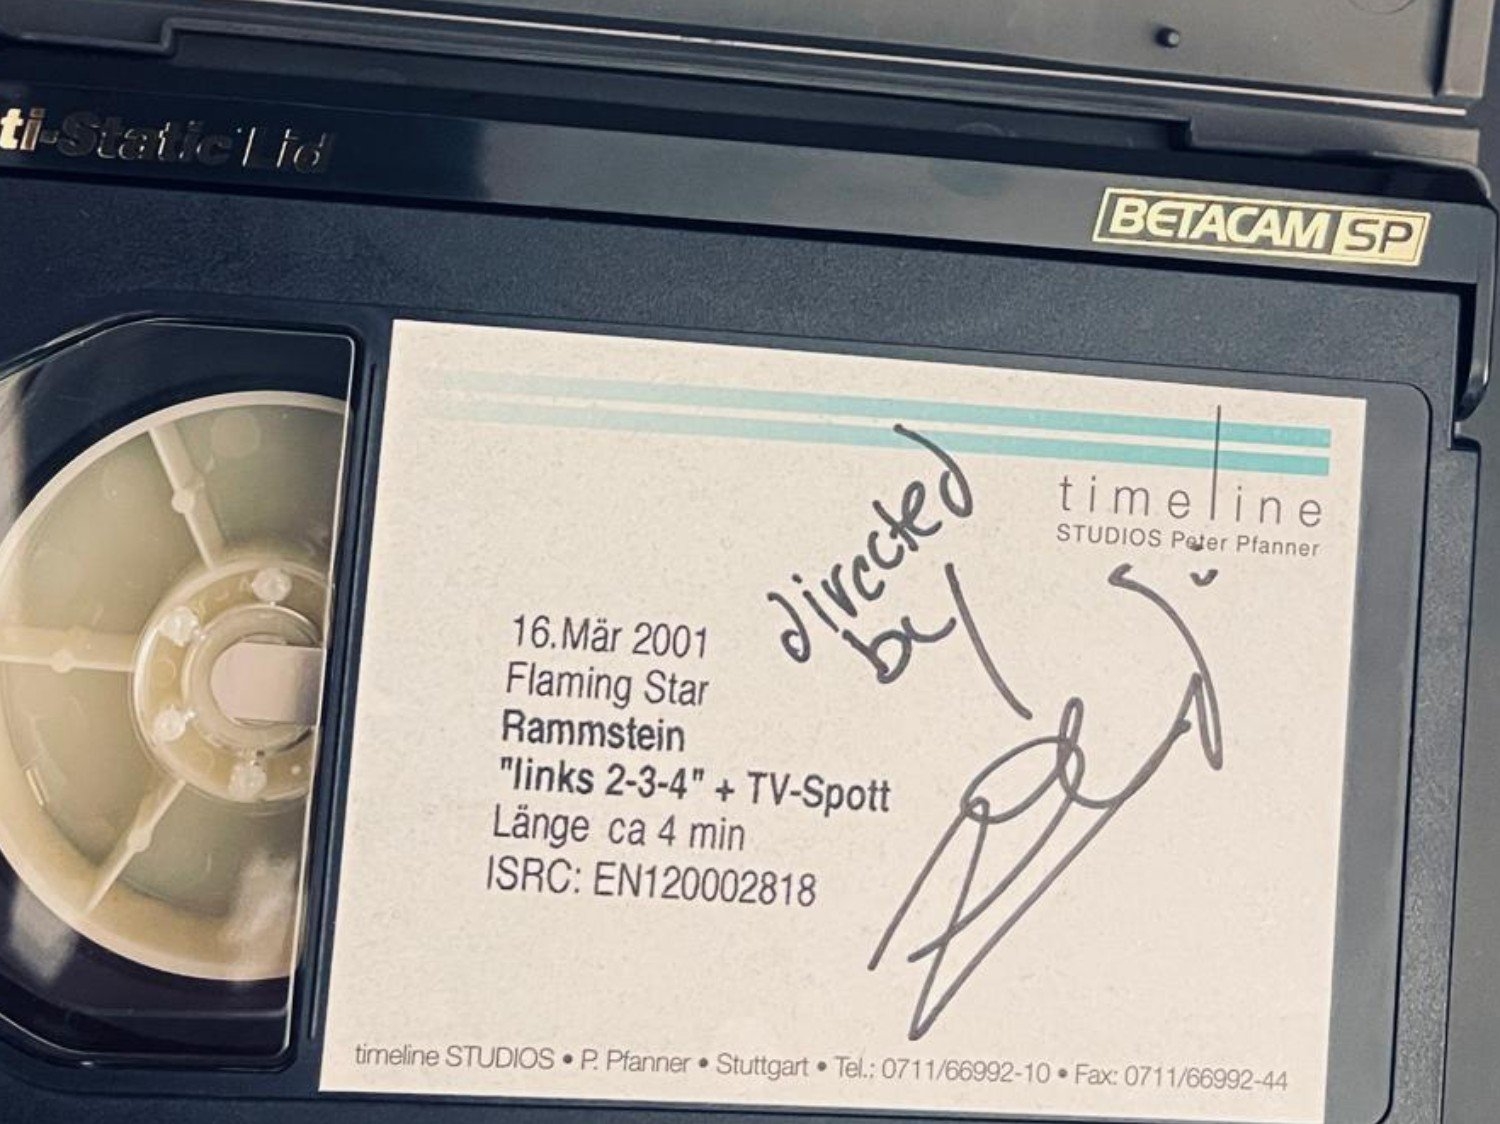 ti-Static Lid
BETACAM SP
timeline
STUDIOS Peter Pfanner
directed
by
16.Mär 2001
Flaming Star
Rammstein
"links 2-3-4" + TV-Spott
Länge ca 4 min
ISRC: EN120002818
timeline STUDIOS • P. Pfanner • Stuttgart • Tel.: 0711/66992-10 • Fax: 0711/66992-44